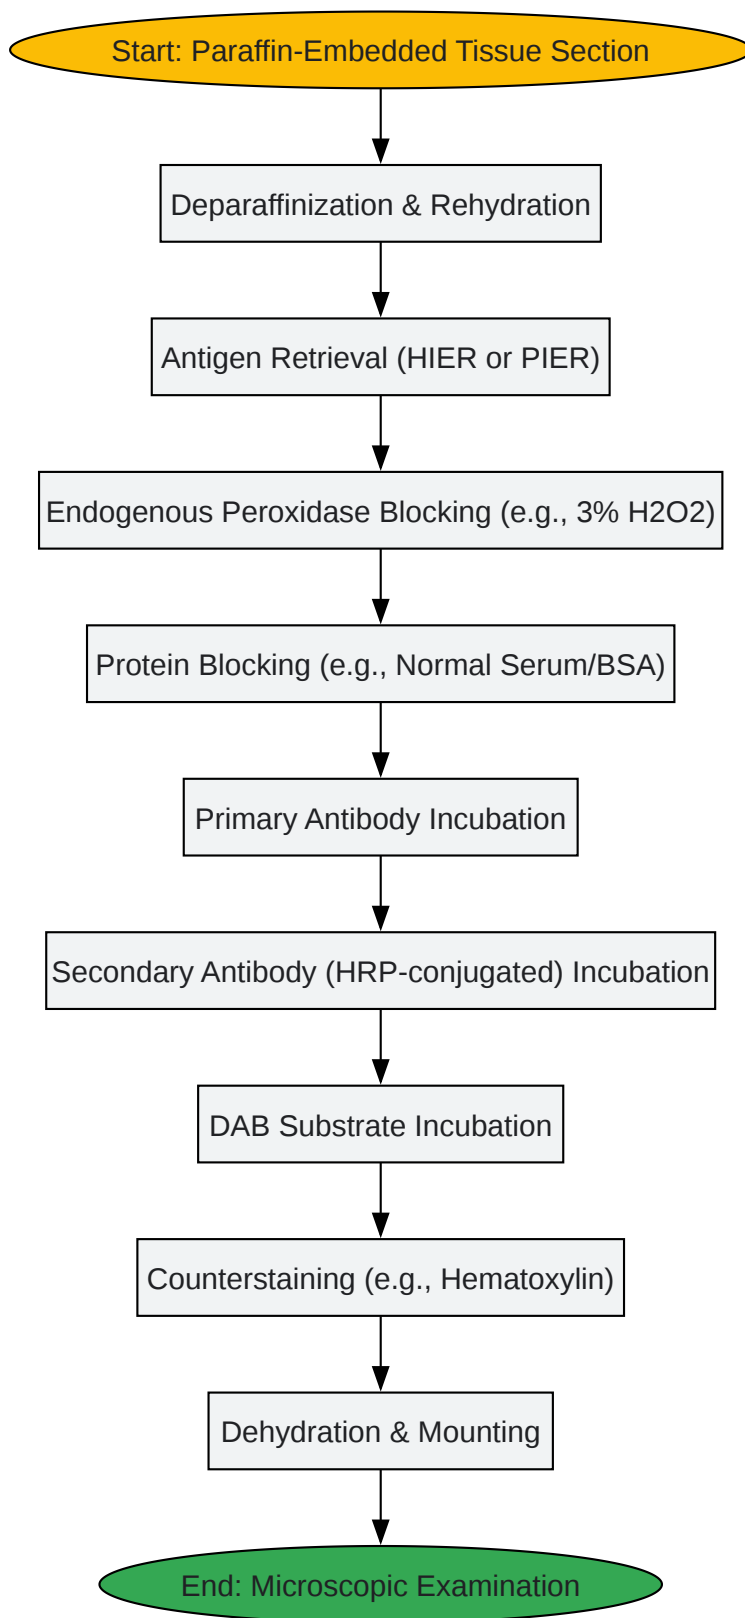 Start: Paraffin-Embedded Tissue Section
Deparaffinization & Rehydration
Antigen Retrieval (HIER or PIER)
Endogenous Peroxidase Blocking (e.g., 3% H2O2)
Protein Blocking (e.g., Normal Serum/BSA)
Primary Antibody Incubation
Secondary Antibody (HRP-conjugated) Incubation
DAB Substrate Incubation
Counterstaining (e.g., Hematoxylin)
Dehydration & Mounting
End: Microscopic Examination